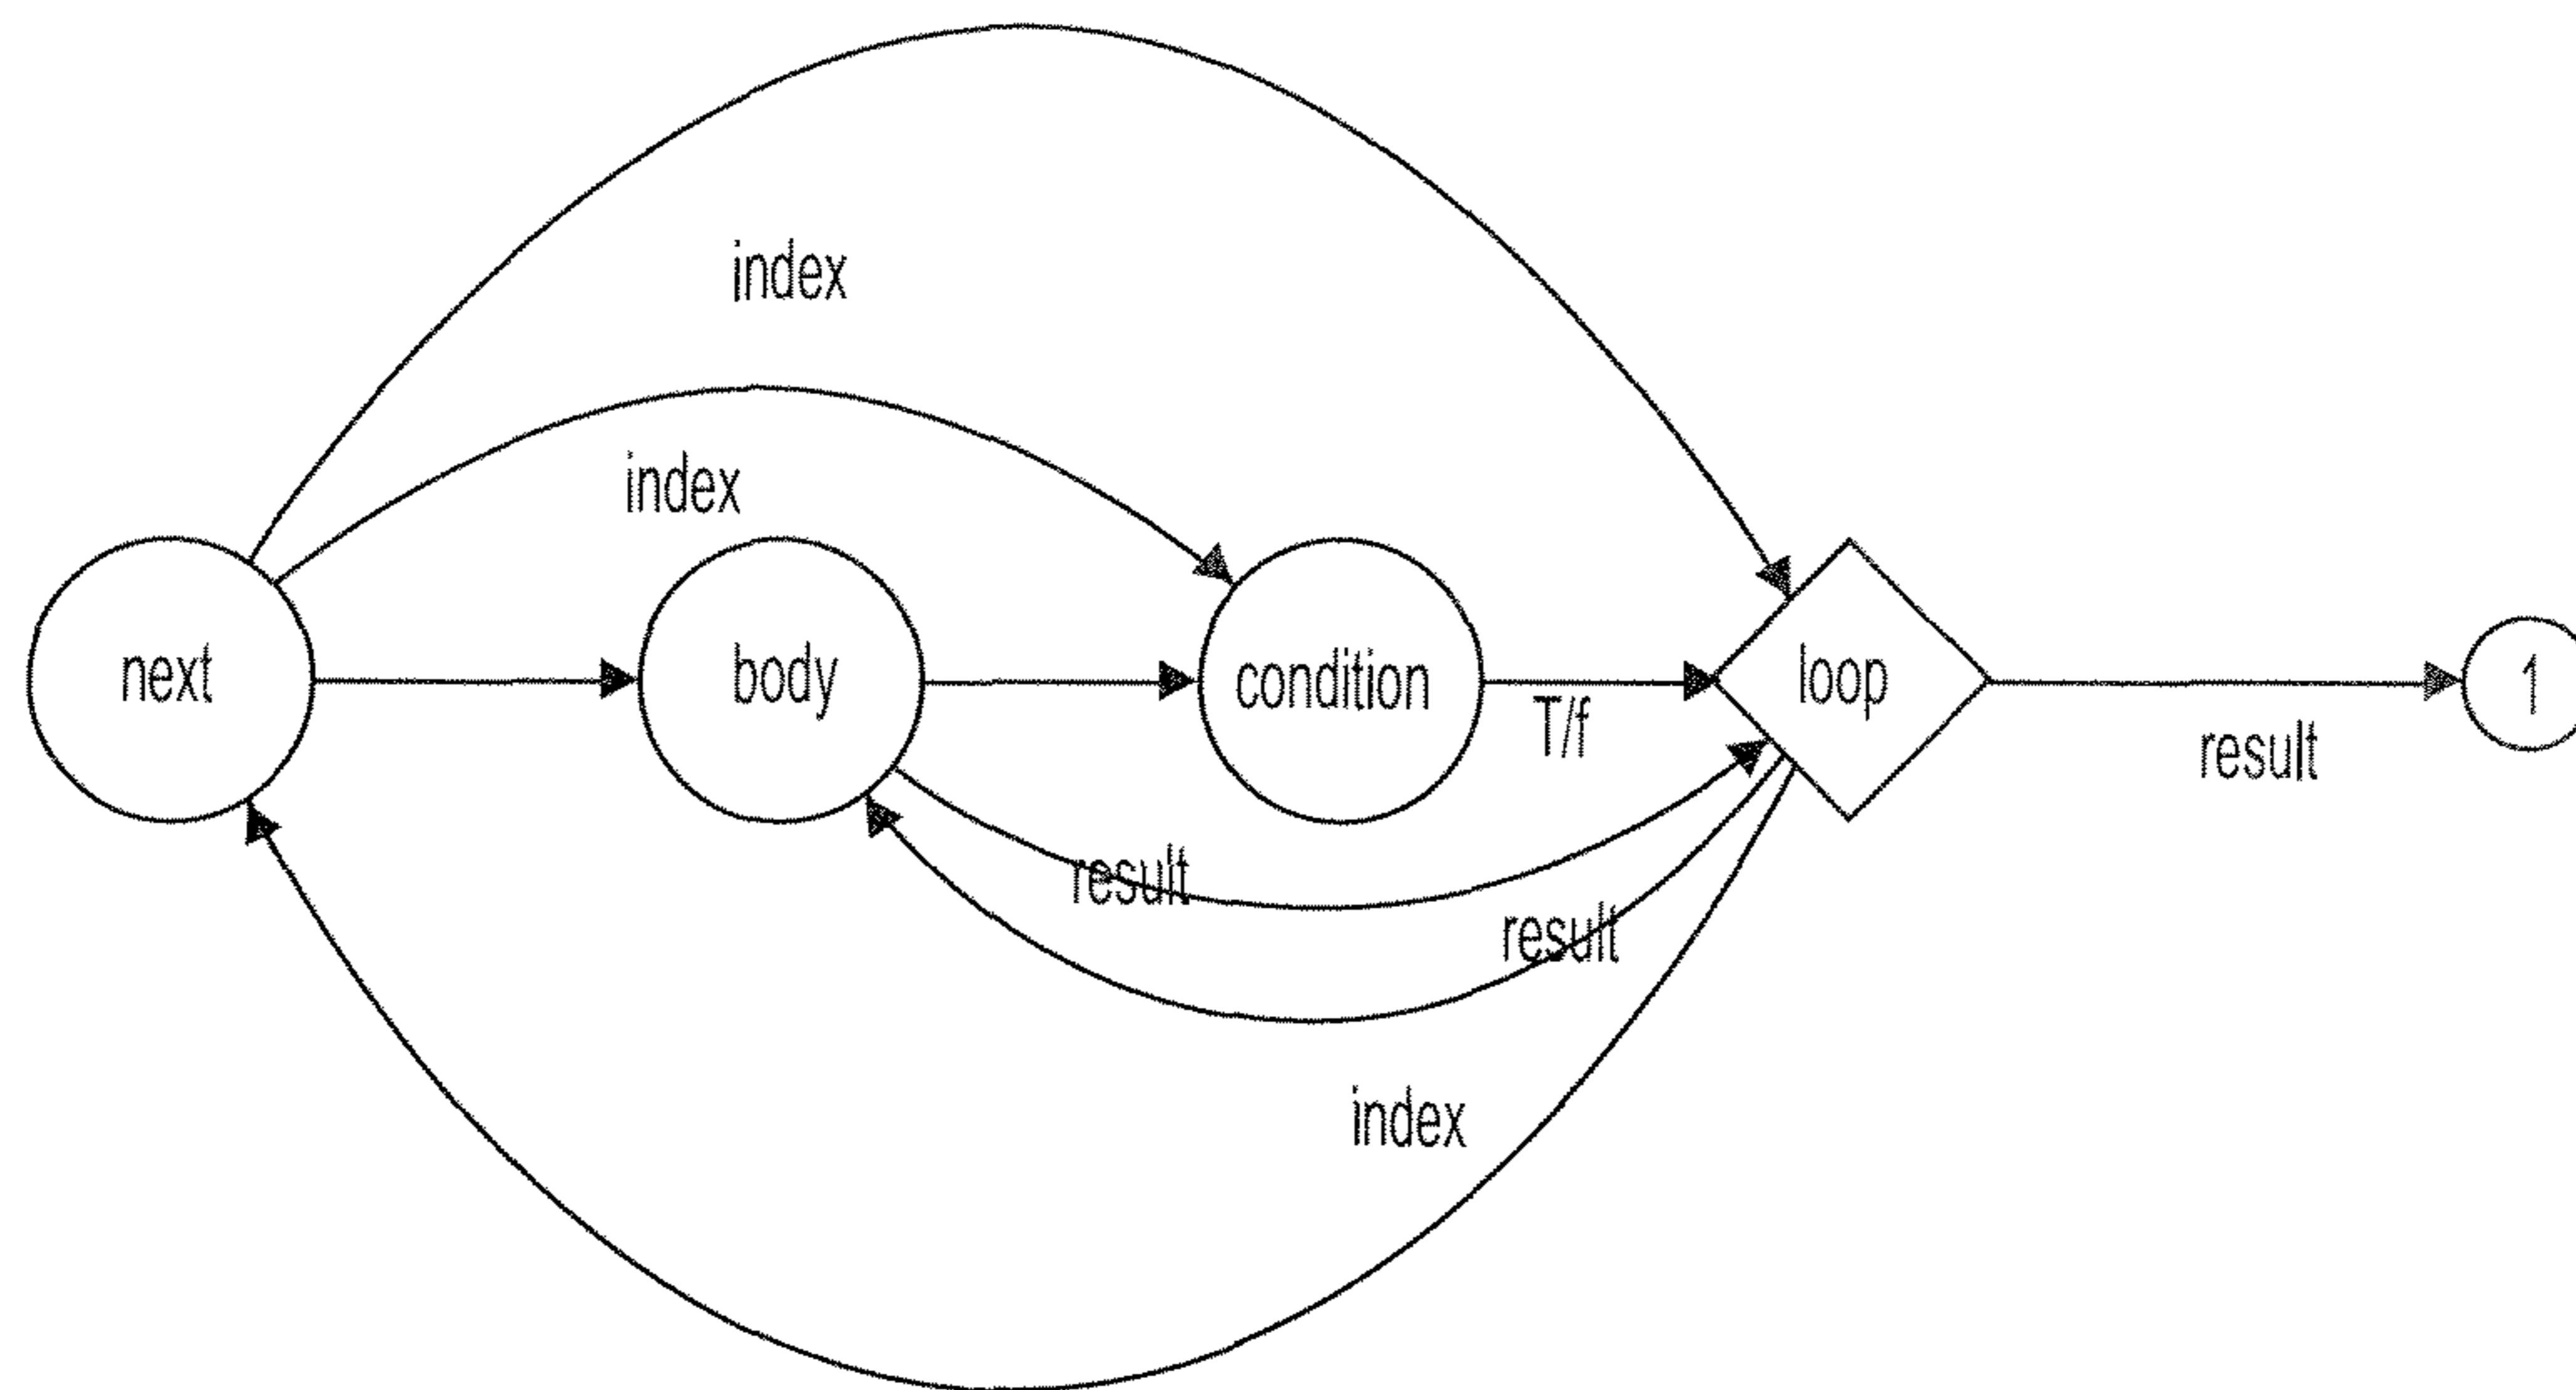 index
index
next
body
condition
T/f
loop
result
1
result
result
index